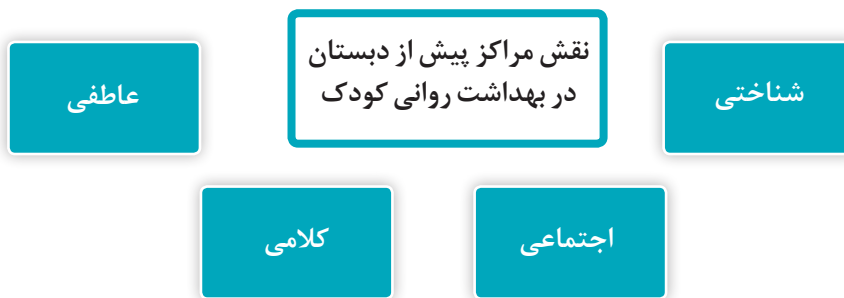 نقش مراکز پیش از دبستان
در بهداشت روانی کودک
شناختی
عاطفی
اجتماعی
کلامی